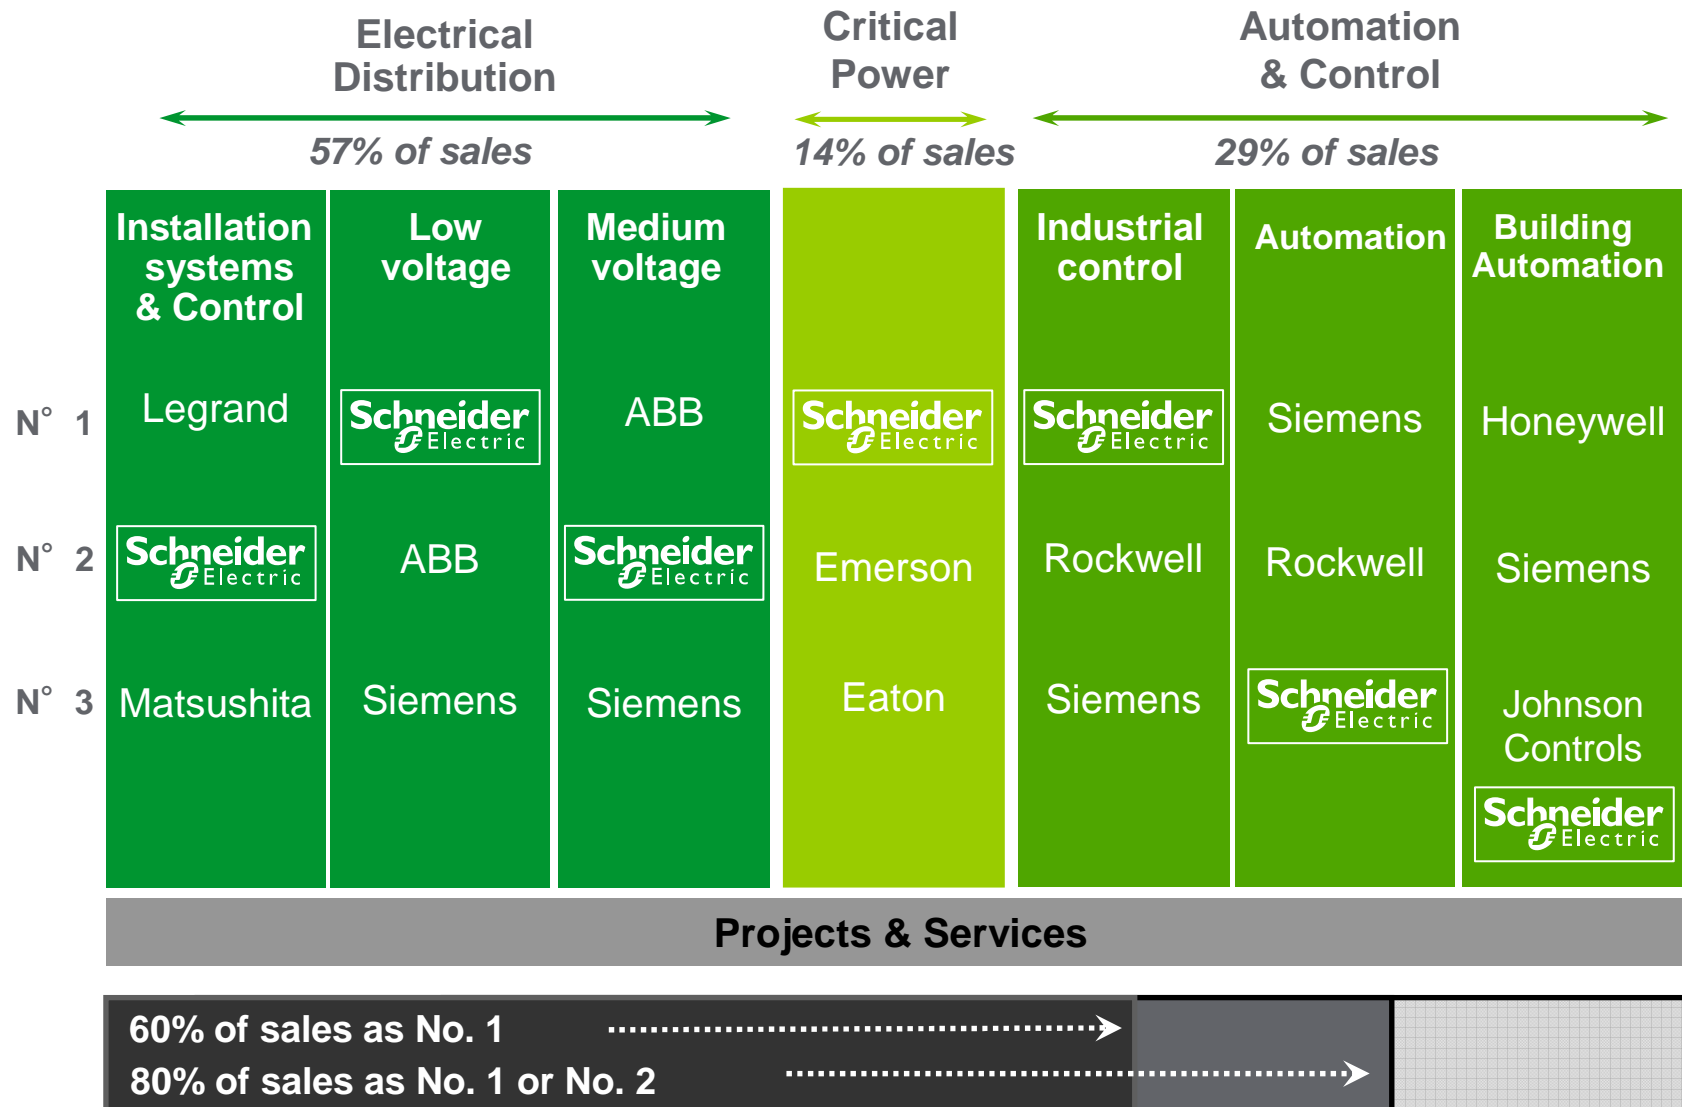 Electrical
Distribution
57% of sales
Critical
Power
14% of sales
Automation
& Control
29% of sales
Installation
systems
& Control
Low
voltage
Medium
voltage
Industrial
control
Automation
Building
Automation
N° 1
Legrand
Schneider
Electric
ABB
Schneider
Electric
Schneider
Electric
Siemens
Honeywell
N° 2
Schneider
Electric
ABB
Schneider
Electric
Emerson
Rockwell
Rockwell
Siemens
N° 3
Matsushita
Siemens
Siemens
Eaton
Siemens
Schneider
Electric
Johnson
Controls
Schneider
Electric
Projects & Services
60% of sales as No. 1
80% of sales as No. 1 or No. 2